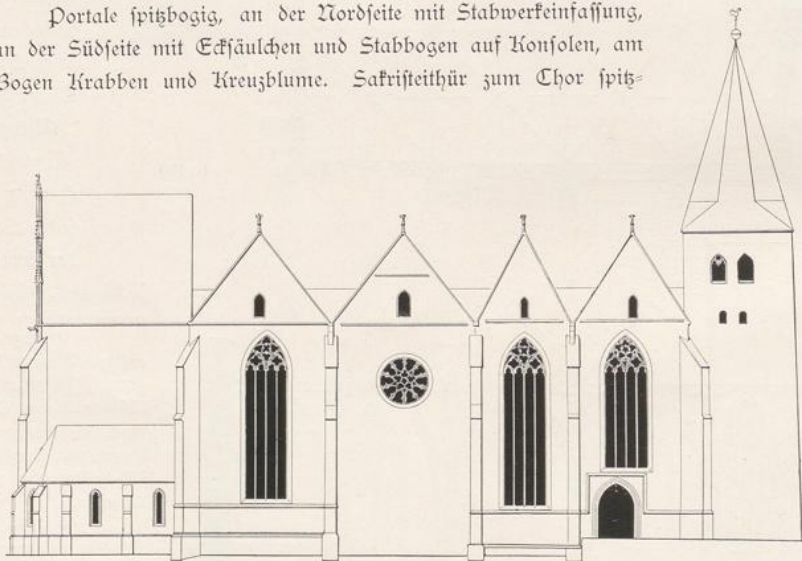 Portale ſpitzbogig, an der Nordſeite mit Stabwerkeinfaſſung,
an der Südſeite mit Eckſäulchen und Stabbogen auf Konſolen, am
Bogen Krabben und Kreuzblume. Sakriſteithür zum Chor ſpitz=